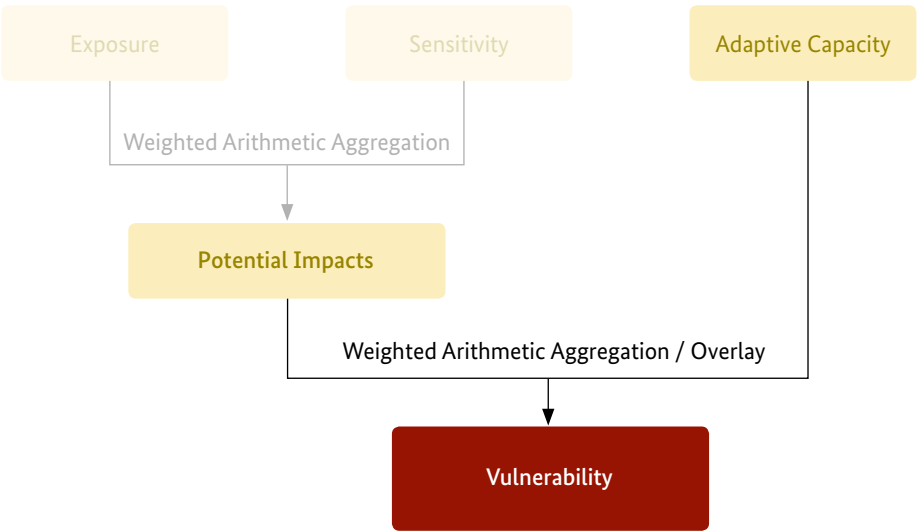 Exposure
Sensitivity
Adaptive Capacity
Weighted Arithmetic Aggregation
Potential Impacts
Weighted Arithmetic Aggregation / Overlay
Vulnerability